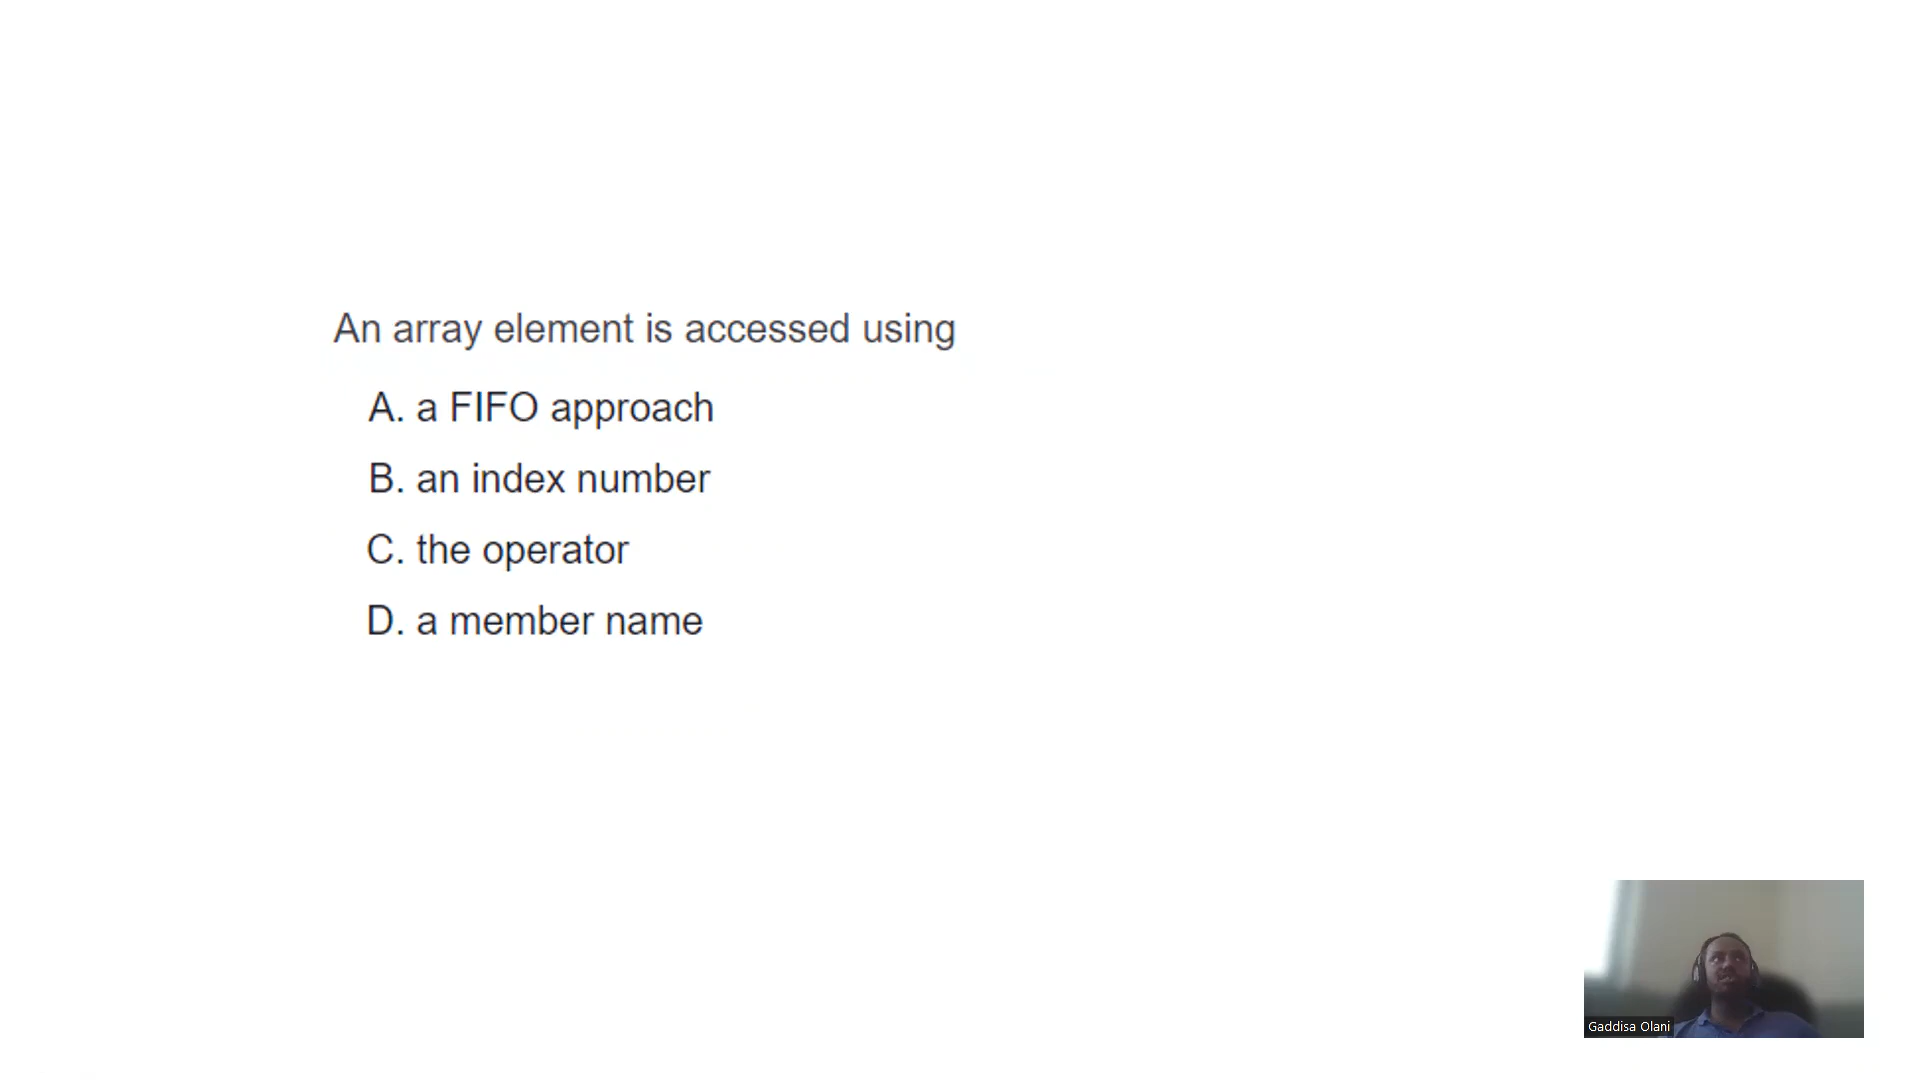 An array element is accessed using
A. a FIFO approach
B. an index number
C. the operator
D. a member name
Gaddisa Olani